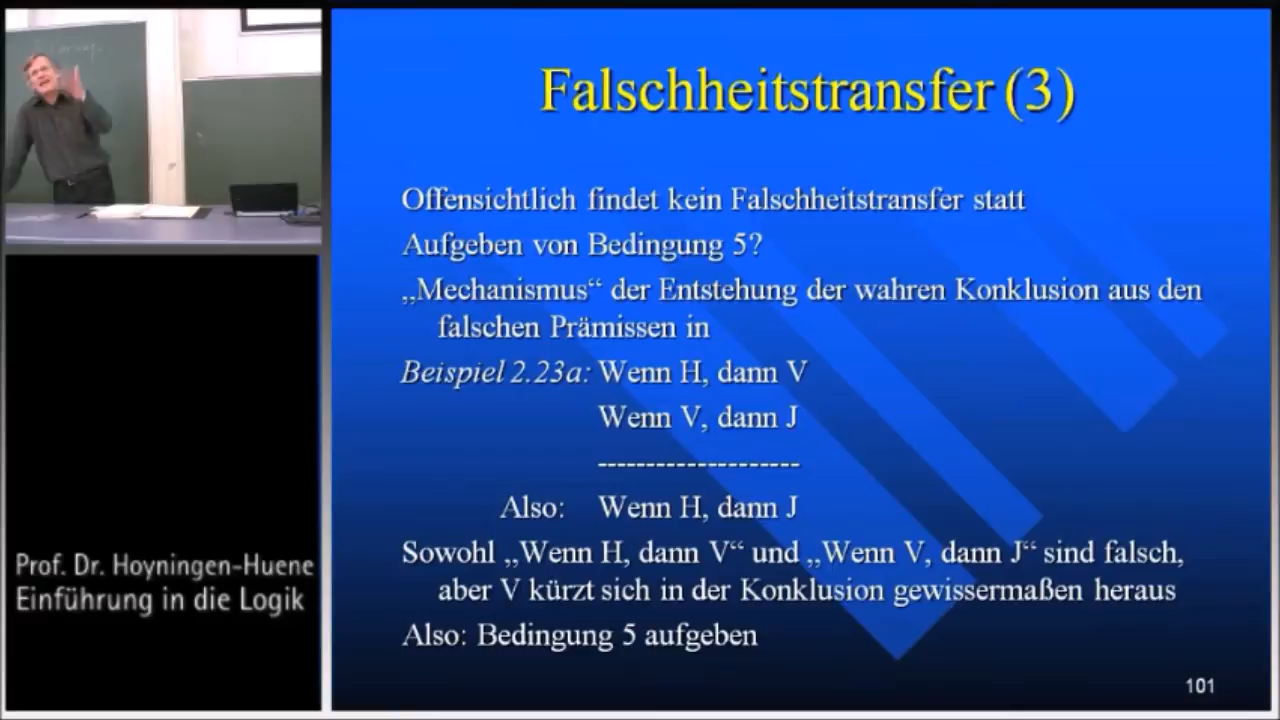 Falschheitstransfer (3)
Offensichtlich findet kein Falschheitstransfer statt
Aufgeben von Bedingung 5?
„Mechanismus“ der Entstehung der wahren Konklusion aus den
falschen Prämissen in
Beispiel 2.23a: Wenn H, dann V
Wenn V, dann J
---------------------
Also: Wenn H, dann J
Sowohl „Wenn H, dann V“ und „Wenn V, dann J“ sind falsch,
aber V kürzt sich in der Konklusion gewissermaßen heraus
Also: Bedingung 5 aufgeben
101
Prof. Dr. Hoyningen-Huene
Einführung in die Logik